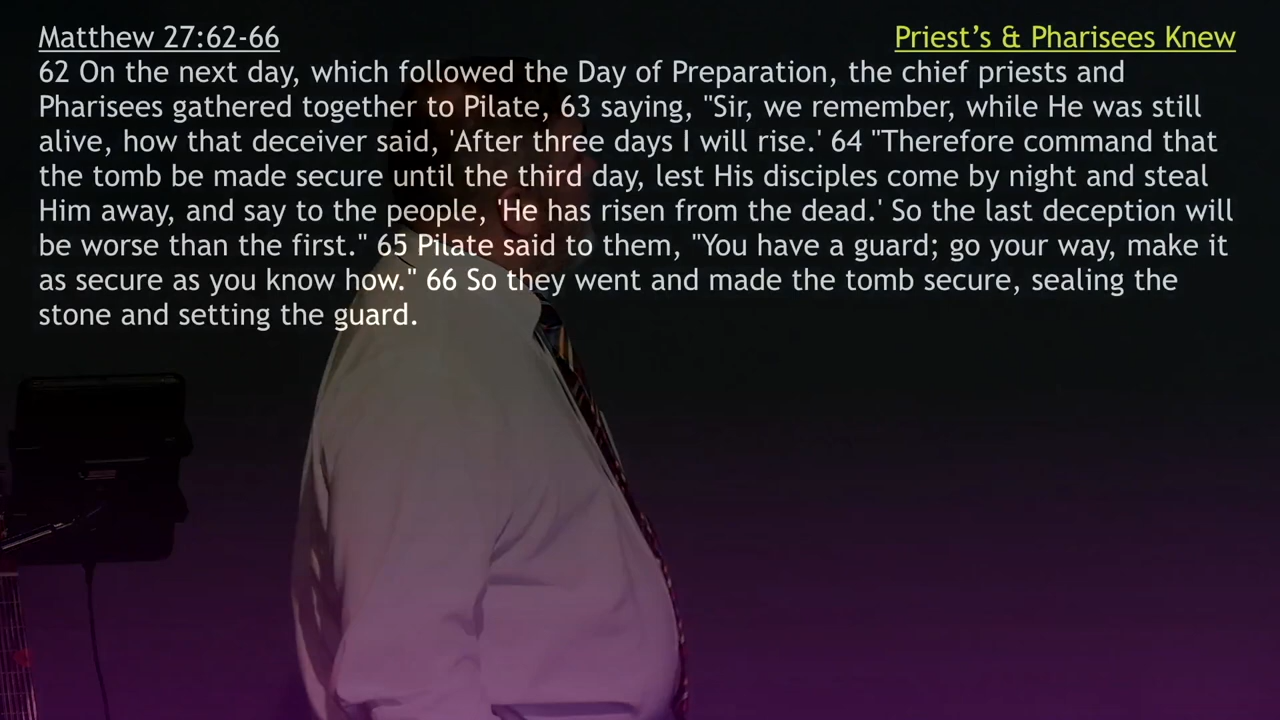 Matthew 27:62-66
Priest’s & Pharisees Knew
62 On the next day, which followed the Day of Preparation, the chief priests and
Pharisees gathered together to Pilate, 63 saying, "Sir, we remember, while He was still
alive, how that deceiver said, 'After three days I will rise.' 64 "Therefore command that
the tomb be made secure until the third day, lest His disciples come by night and steal
Him away, and say to the people, 'He has risen from the dead.' So the last deception will
be worse than the first." 65 Pilate said to them, "You have a guard; go your way, make it
as secure as you know how." 66 So they went and made the tomb secure, sealing the
stone and setting the guard.